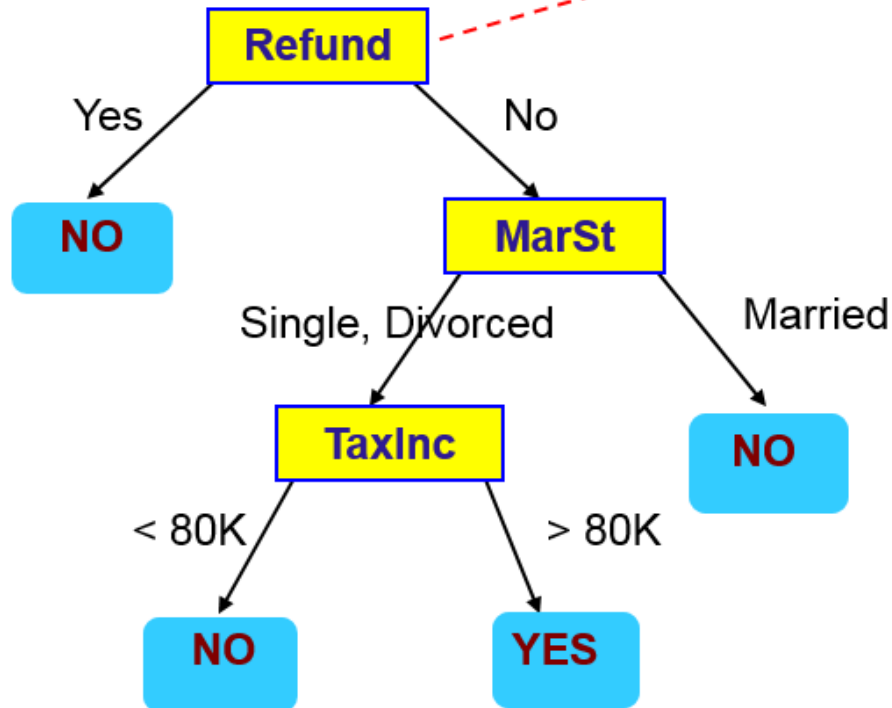 Refund
Yes
No
NO
MarSt
Single, Divorced
Married
TaxInc
NO
< 80K
> 80K
NO
YES